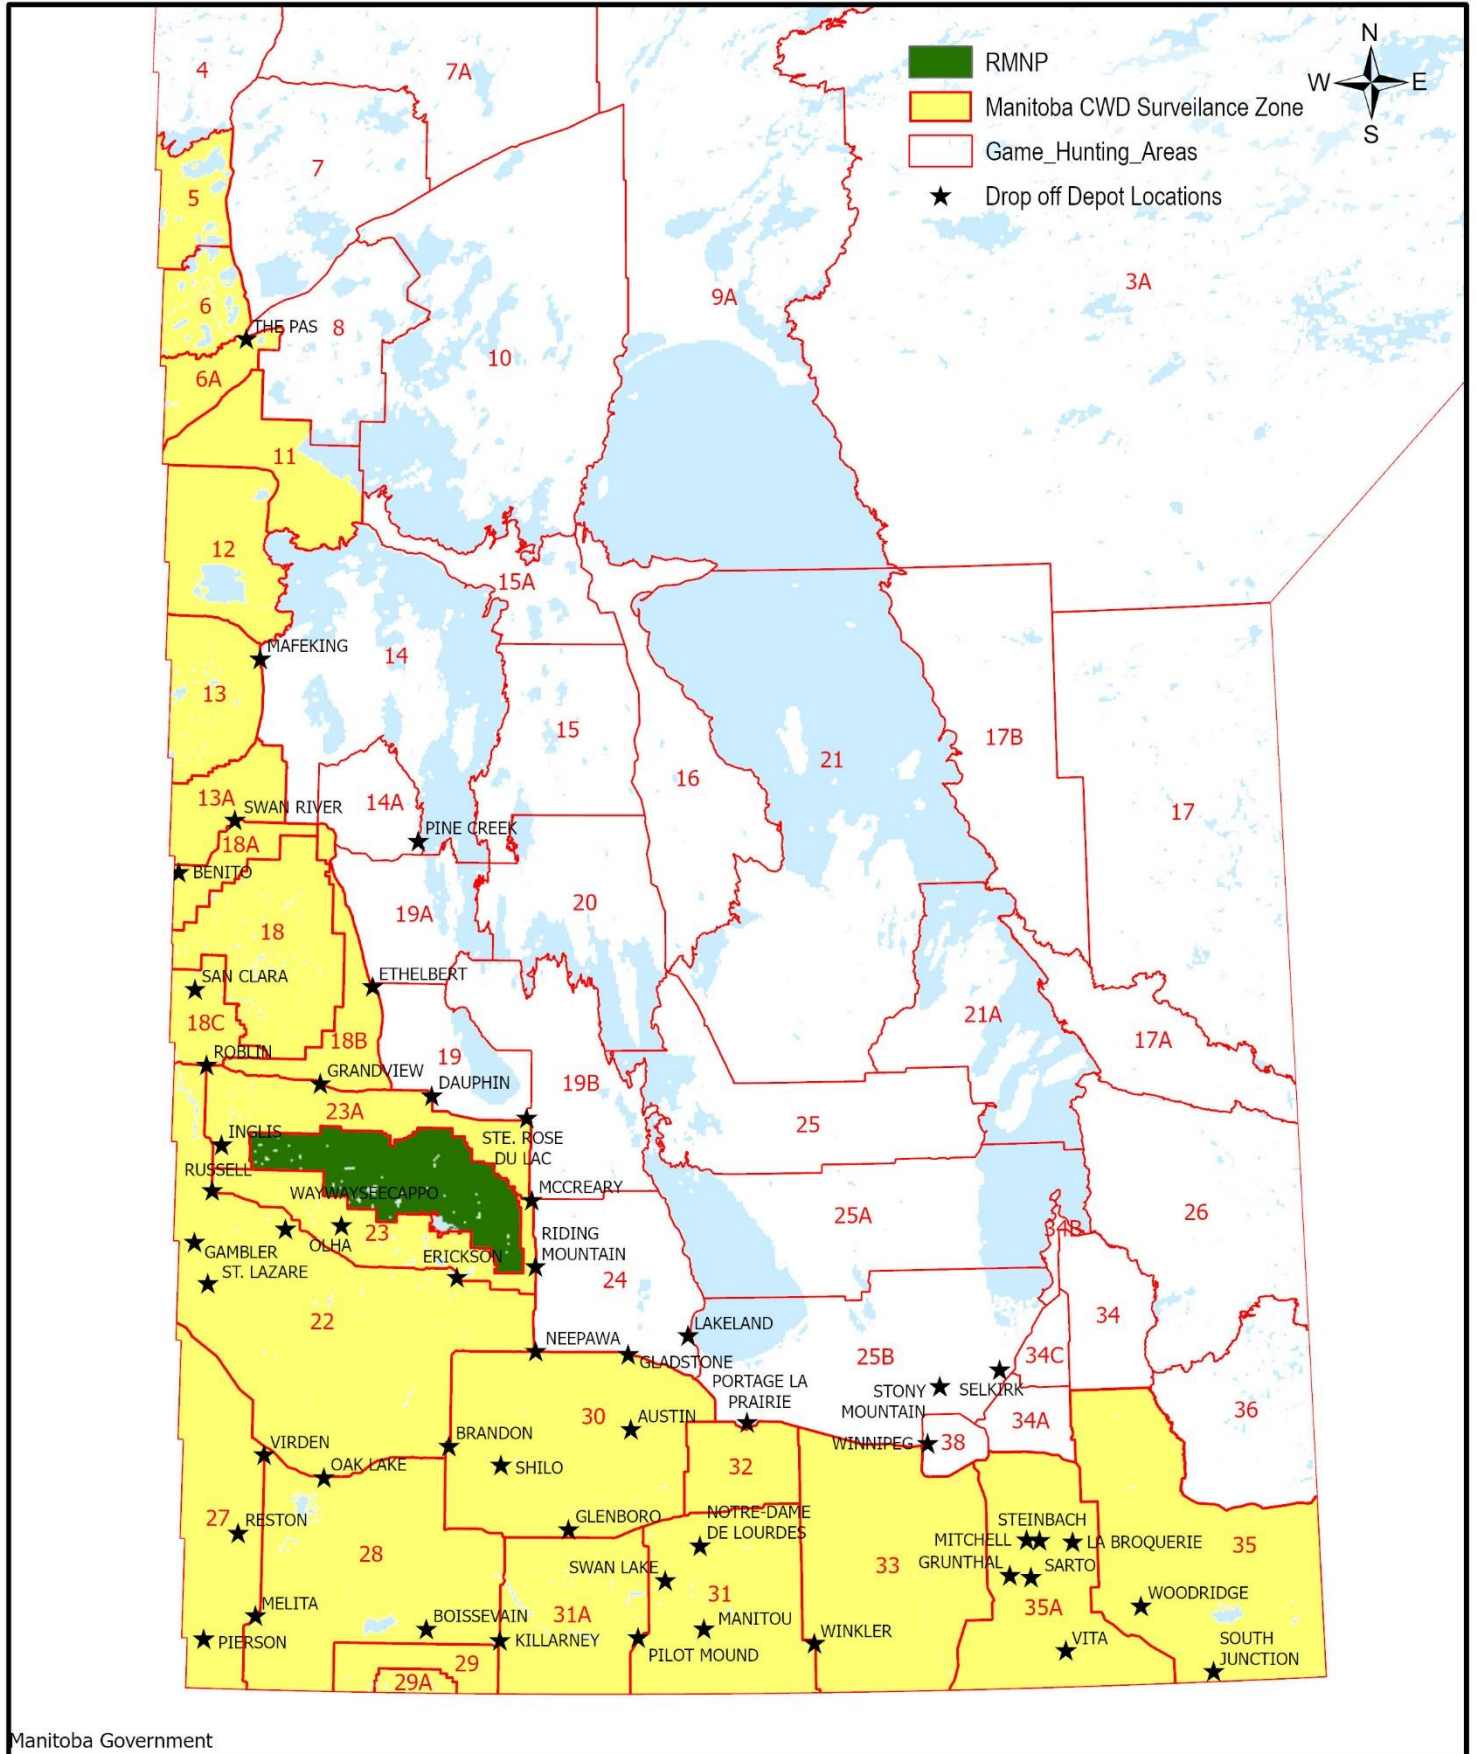 N
W E
S
RMNP
Manitoba CWD Surveilance Zone
Game_Hunting_Areas
Drop off Depot Locations
4
7A
7
5
3A
9A
6
THE PAS
8
10
6A
11
12
15A
MAFEKING
14
13
15
17B
21
16
17
13A
SWAN RIVER
14A
PINE CREEK
18A
BENITO
20
19A
18
SAN CLARA
ETHELBERT
18C
21A
18B
17A
ROBLIN
19
GRANDVIEW
DAUPHIN
19B
23A
25
INGLIS
STE. ROSE
DU LAC
RUSSELL
WAYWAYSEECAPPO
MCCREARY
25A
26
34B
23
OLHA
GAMBLER
ERICKSON
RIDING
MOUNTAIN
ST. LAZARE
24
22
34
LAKELAND
NEEPAWA
GLADSTONE
25B
34C
PORTAGE LA
PRAIRIE
STONY
MOUNTAIN
SELKIRK
36
30
AUSTIN
34A
VIRDEN
BRANDON
WINNIPEG
38
OAK LAKE
SHILO
32
27
RESTON
GLENBORO
NOTRE-DAME
DE LOURDES
STEINBACH
MITCHELL
LA BROQUERIE
35
28
SWAN LAKE
33
GRUNTHAL
SARTO
31
WOODRIDGE
MELITA
31A
35A
BOISSEVAIN
MANITOU
PIERSON
KILLARNEY
PILOT MOUND
WINKLER
VITA
SOUTH
JUNCTION
29
29A
Manitoba Government